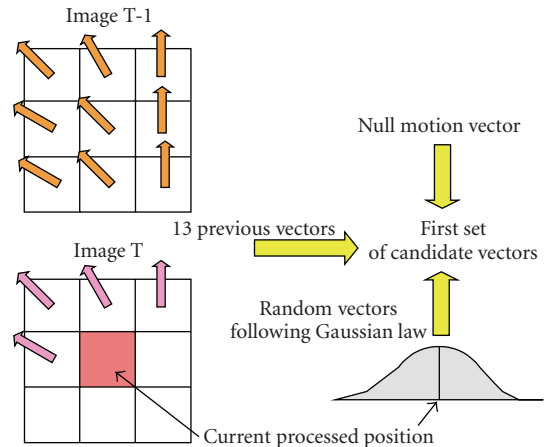 Image T-1
Null motion vector
13 previous vectors
First set
of candidate vectors
Image T
Random vectors
following Gaussian law
Current processed position